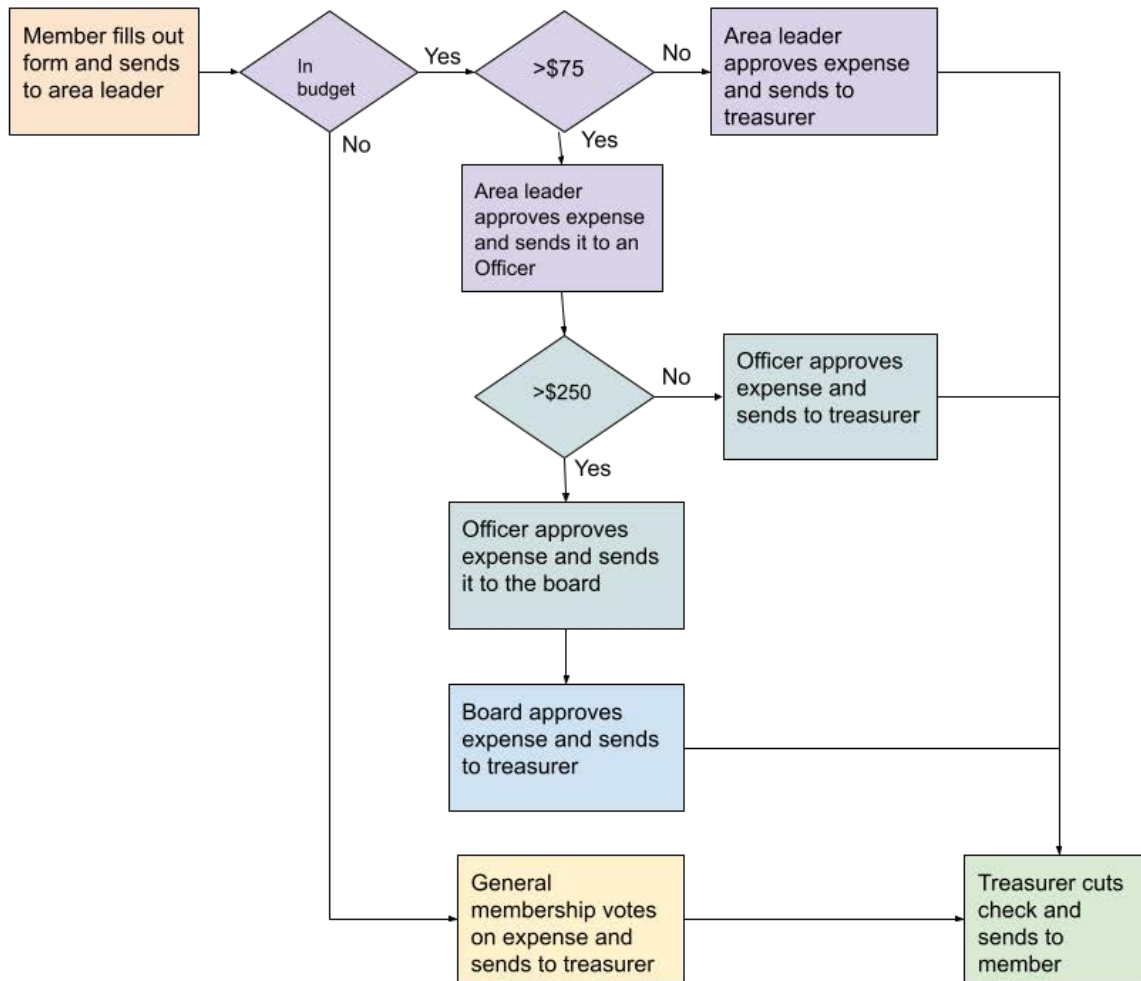 Member fills out
form and sends
to area leader
In
budget
Yes
>$75
No
Area leader
approves expense
and sends to
treasurer
No
Yes
Area leader
approves expense
and sends it to an
Officer
>$250
No
Officer approves
expense and
sends to treasurer
Yes
Officer approves
expense and sends
it to the board
Board approves
expense and sends
to treasurer
General
membership votes
on expense and
sends to treasurer
Treasurer cuts
check and
sends to
member